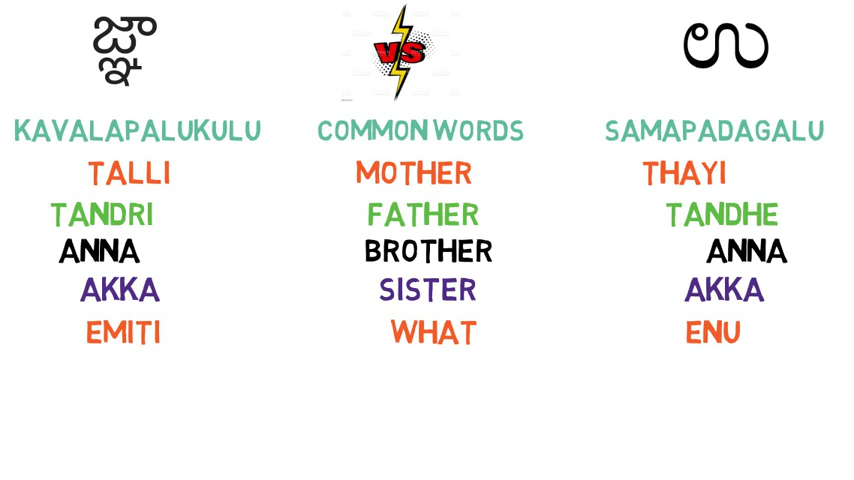 జ్ఞా VS ಉ
KAVALAPALUKULU COMMON WORDS SAMAPADAGALU
TALLI MOTHER THAYI
TANDRI FATHER TANDHE
ANNA BROTHER ANNA
AKKA SISTER AKKA
EMITI WHAT ENU